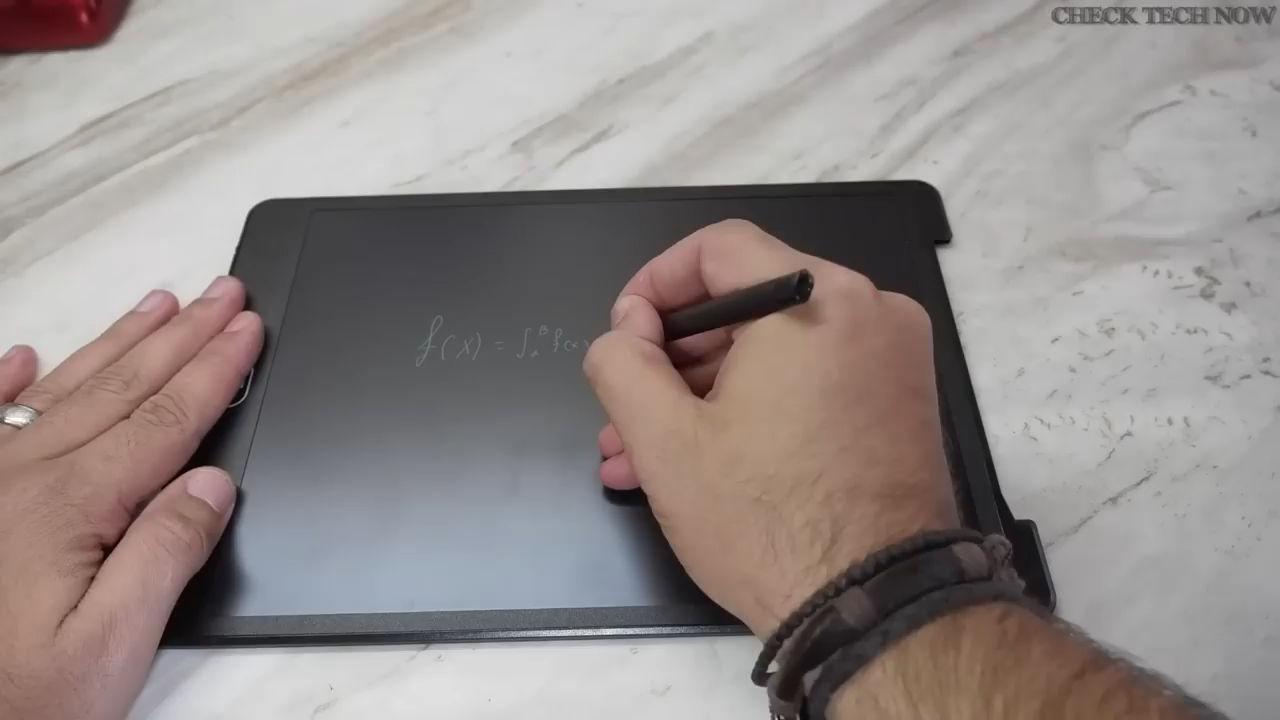 CHECK TECH NOW
f(x) = ∫ₐᴮ f(x